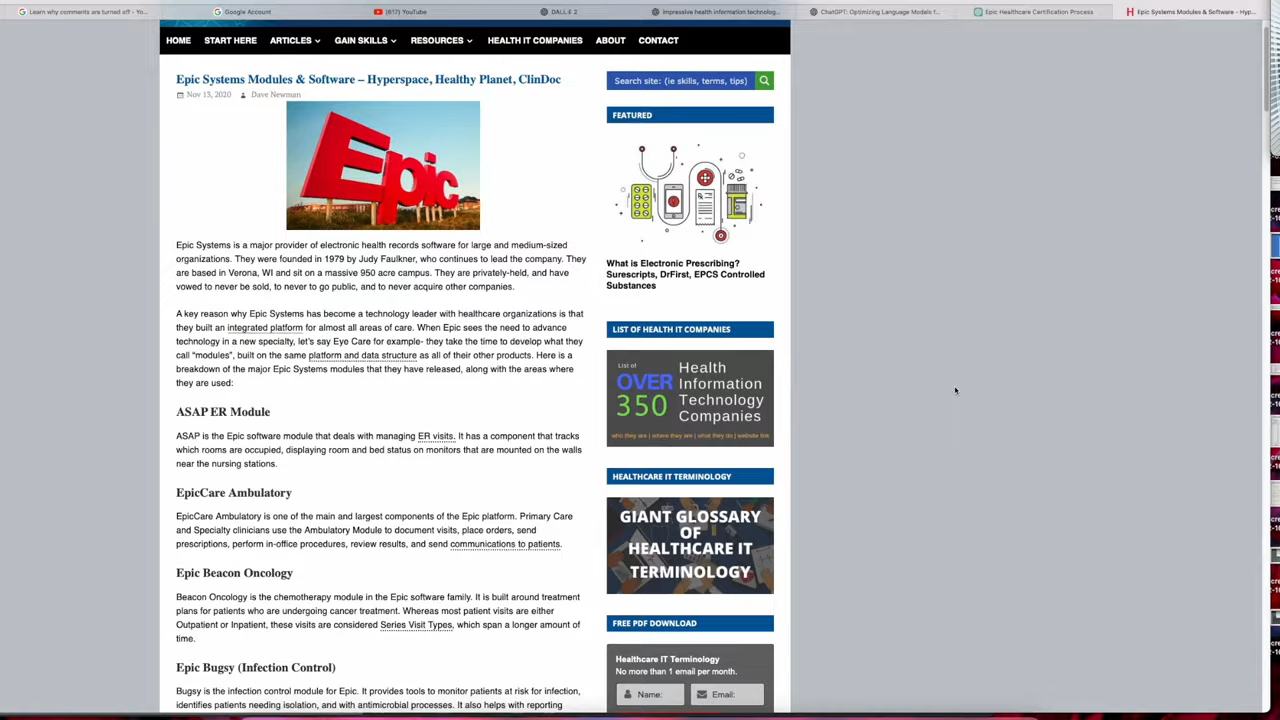 Learn why comments are turned off - Yo...
Google Account
(617) YouTube
DALL·E 2
impressive health information technolog...
ChatGPT: Optimizing Language Models f...
Epic Healthcare Certification Process
Epic Systems Modules & Software – Hyp...
HOME START HERE ARTICLES GAIN SKILLS RESOURCES HEALTH IT COMPANIES ABOUT CONTACT
Epic Systems Modules & Software – Hyperspace, Healthy Planet, ClinDoc
Nov 13, 2020 Dave Newman
Epic
Epic Systems is a major provider of electronic health records software for large and medium-sized
organizations. They were founded in 1979 by Judy Faulkner, who continues to lead the company. They
are based in Verona, WI and sit on a massive 950 acre campus. They are privately-held, and have
vowed to never be sold, to never to go public, and to never acquire other companies.
A key reason why Epic Systems has become a technology leader with healthcare organizations is that
they built an integrated platform for almost all areas of care. When Epic sees the need to advance
technology in a new specialty, let's say Eye Care for example- they take the time to develop what they
call “modules”, built on the same platform and data structure as all of their other products. Here is a
breakdown of the major Epic Systems modules that they have released, along with the areas where
they are used:
ASAP ER Module
ASAP is the Epic software module that deals with managing ER visits. It has a component that tracks
which rooms are occupied, displaying room and bed status on monitors that are mounted on the walls
near the nursing stations.
EpicCare Ambulatory
EpicCare Ambulatory is one of the main and largest components of the Epic platform. Primary Care
and Specialty clinicians use the Ambulatory Module to document visits, place orders, send
prescriptions, perform in-office procedures, review results, and send communications to patients.
Epic Beacon Oncology
Beacon Oncology is the chemotherapy module in the Epic software family. It is built around treatment
plans for patients who are undergoing cancer treatment. Whereas most patient visits are either
Outpatient or Inpatient, these visits are considered Series Visit Types, which span a longer amount of
time.
Epic Bugsy (Infection Control)
Bugsy is the infection control module for Epic. It provides tools to monitor patients at risk for infection,
identifies patients needing isolation, and with antimicrobial processes. It also helps with reporting
Search site: (ie skills, terms, tips)
FEATURED
What is Electronic Prescribing?
Surescripts, DrFirst, EPCS Controlled
Substances
LIST OF HEALTH IT COMPANIES
List of
OVER
350
Health
Information
Technology
Companies
who they are | where they are | what they do | website link
HEALTHCARE IT TERMINOLOGY
GIANT GLOSSARY
OF
HEALTHCARE IT
TERMINOLOGY
FREE PDF DOWNLOAD
Healthcare IT Terminology
No more than 1 email per month.
Name: Email: